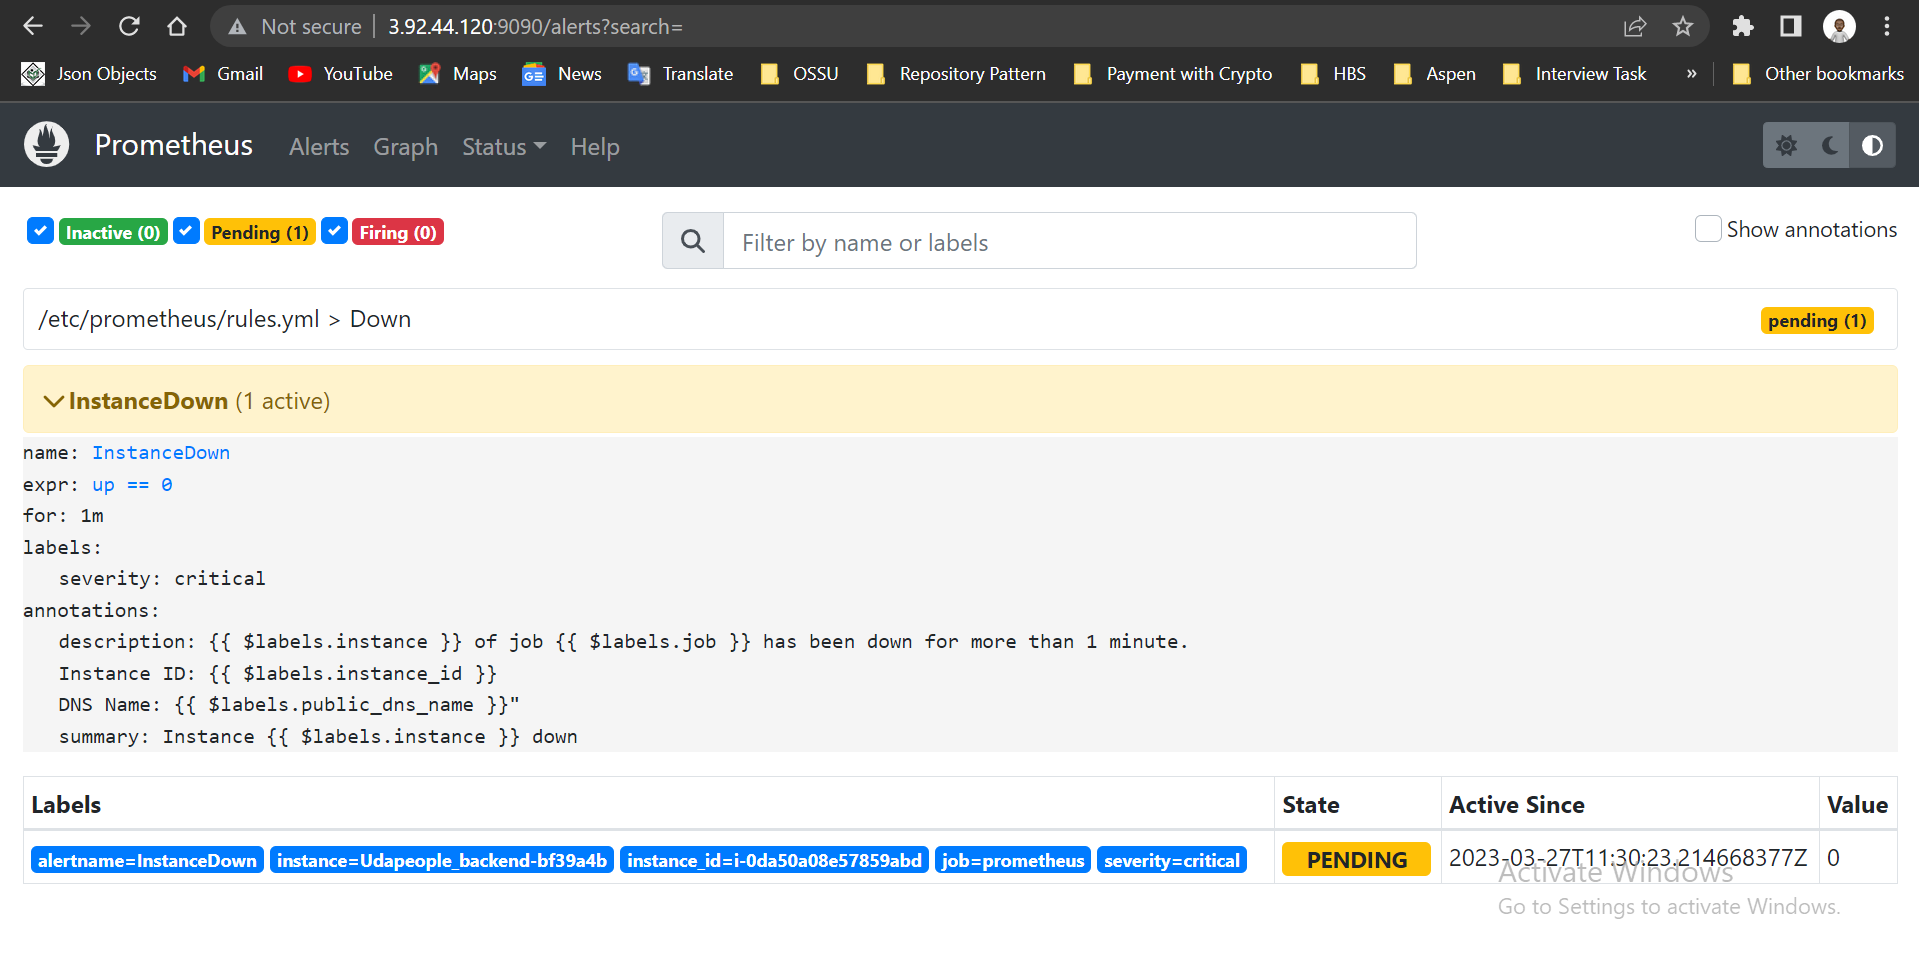 Not secure 3.92.44.120:9090/alerts?search=
Json Objects Gmail YouTube Maps News Translate OSSU Repository Pattern Payment with Crypto HBS Aspen Interview Task » Other bookmarks
Prometheus Alerts Graph Status Help
Inactive (0) Pending (1) Firing (0) Filter by name or labels Show annotations
/etc/prometheus/rules.yml > Down pending (1)
InstanceDown (1 active)
name: InstanceDown
expr: up == 0
for: 1m
labels:
severity: critical
annotations:
description: {{ $labels.instance }} of job {{ $labels.job }} has been down for more than 1 minute.
Instance ID: {{ $labels.instance_id }}
DNS Name: {{ $labels.public_dns_name }}"
summary: Instance {{ $labels.instance }} down
Labels State Active Since Value
alertname=InstanceDown instance=Udapeople_backend-bf39a4b instance_id=i-0da50a08e57859abd job=prometheus severity=critical PENDING 2023-03-27T11:30:23.214668377Z 0
Activate Windows
Go to Settings to activate Windows.